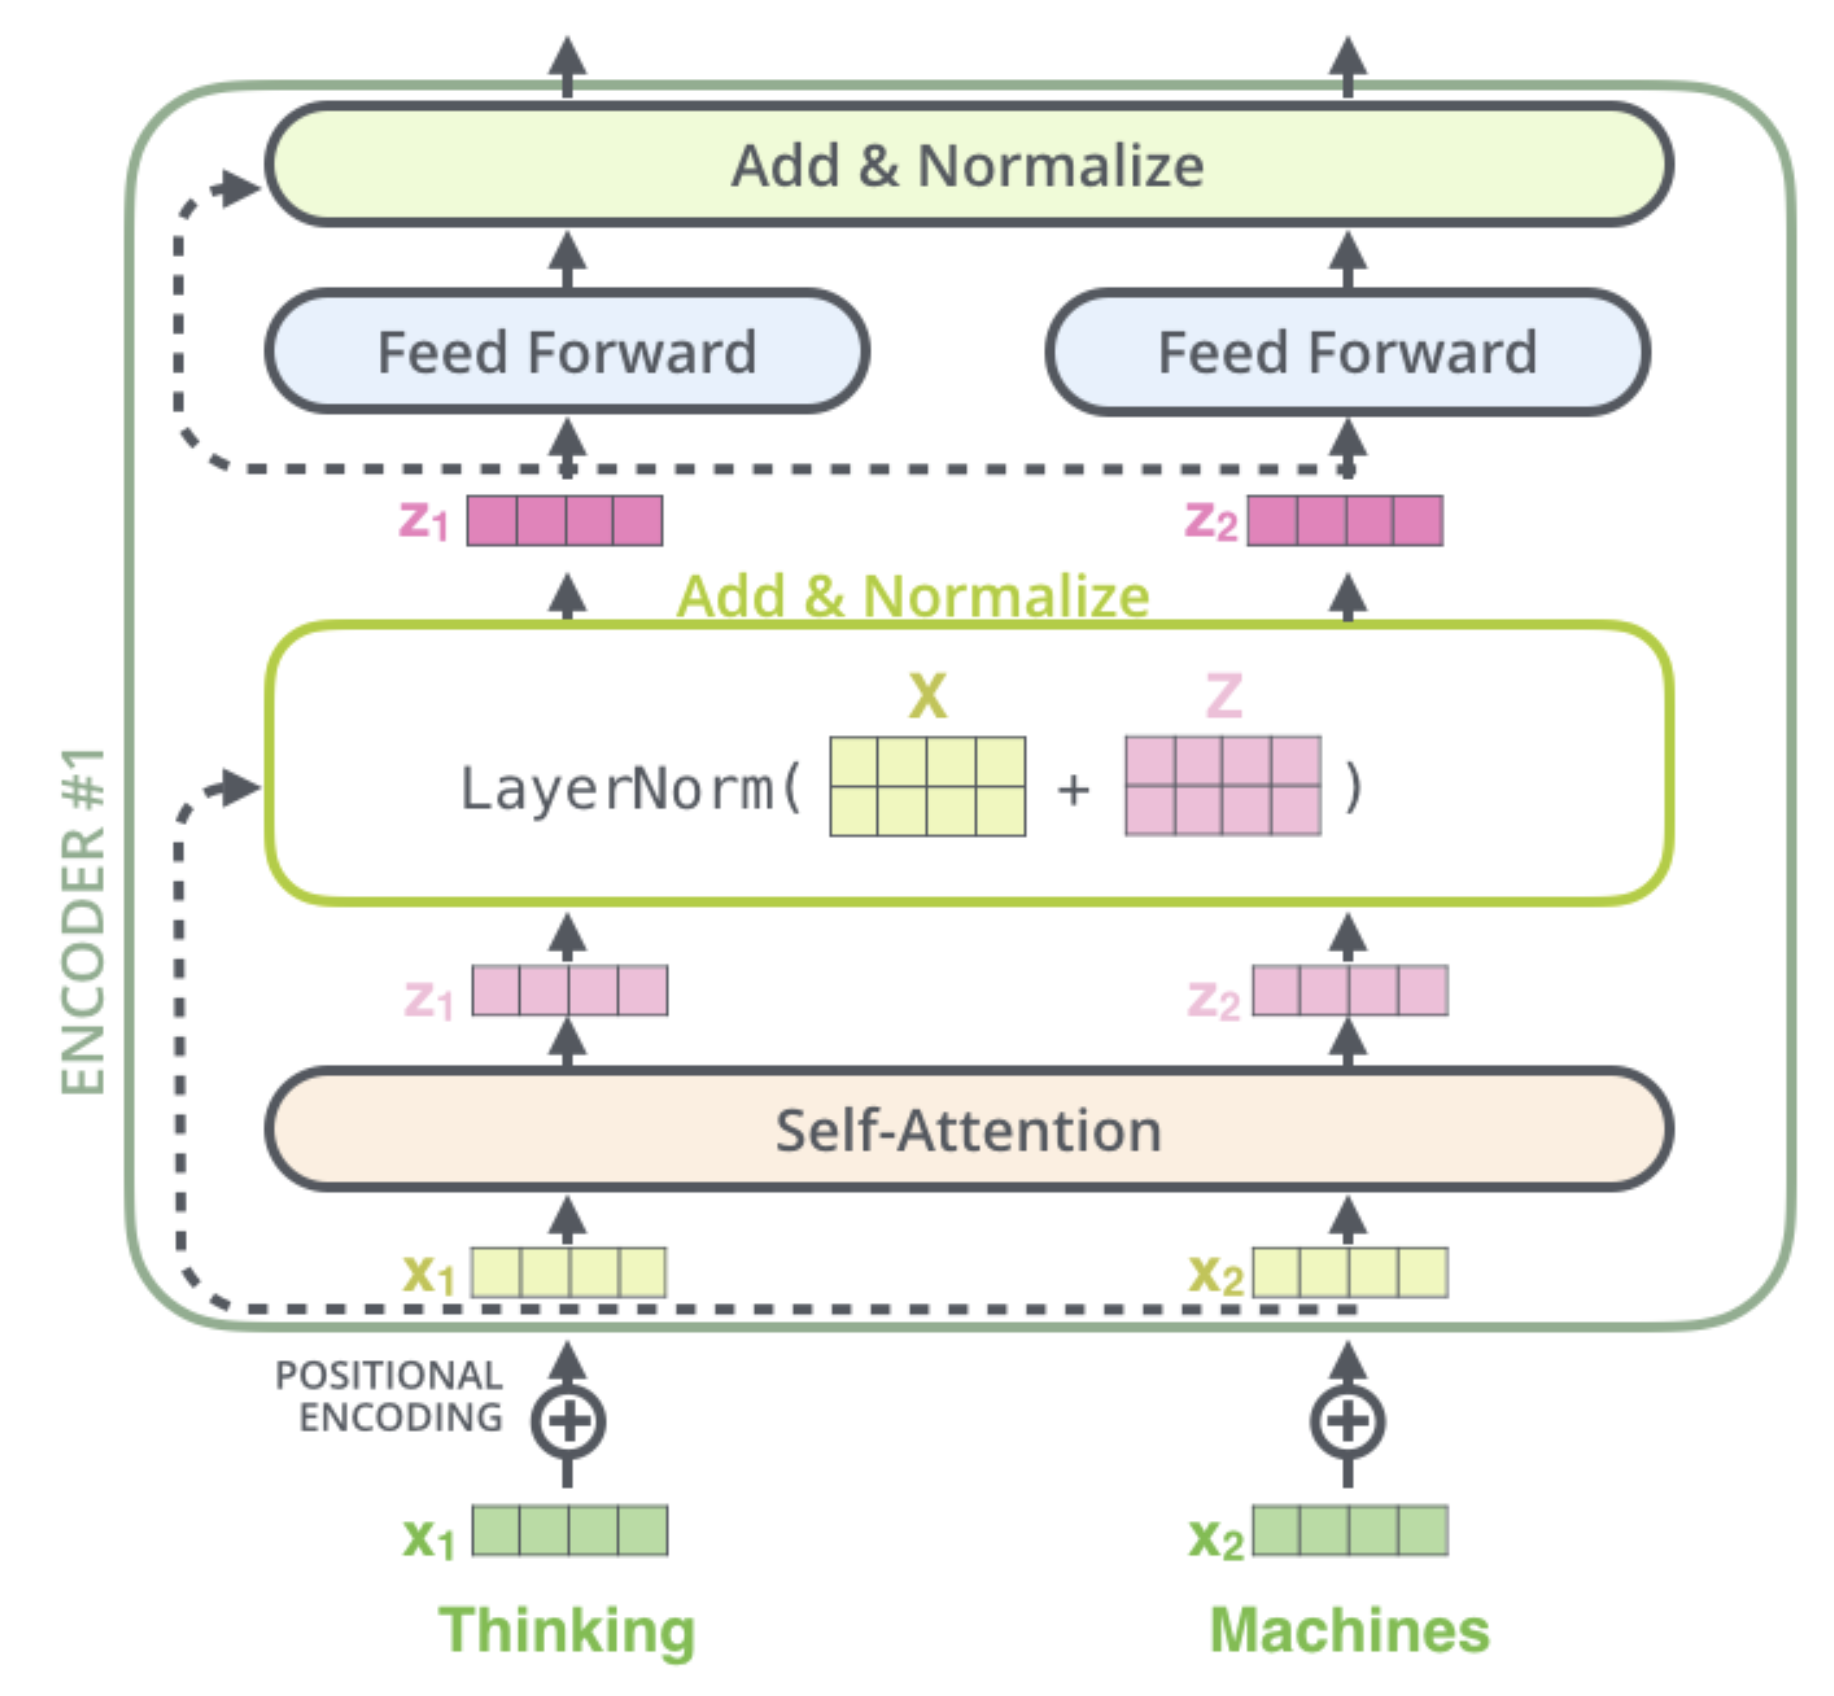 Add & Normalize
Feed Forward
Feed Forward
z1
z2
Add & Normalize
X
Z
LayerNorm( + )
ENCODER #1
z1
z2
Self-Attention
x1
x2
POSITIONAL
ENCODING
x1
x2
Thinking
Machines